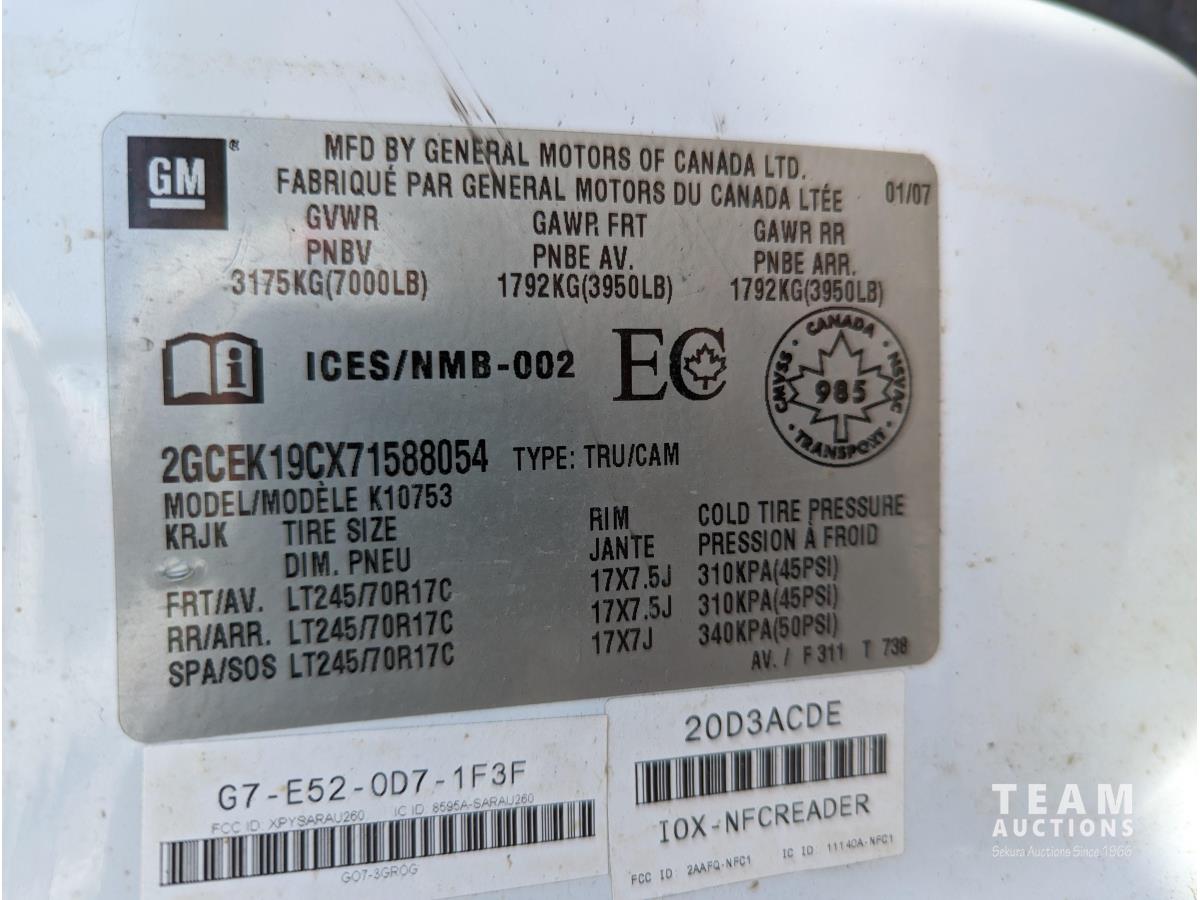 GM®
MFD BY GENERAL MOTORS OF CANADA LTD.
FABRIQUÉ PAR GENERAL MOTORS DU CANADA LTÉE 01/07
GVWR GAWR FRT GAWR RR
PNBV PNBE AV. PNBE ARR.
3175KG(7000LB) 1792KG(3950LB) 1792KG(3950LB)
i ICES/NMB-002 EC
CANADA
CMVSS 985 NSVAC
TRANSPORT
2GCEK19CX71588054 TYPE: TRU/CAM
MODEL/MODÈLE K10753
KRJK TIRE SIZE RIM COLD TIRE PRESSURE
DIM. PNEU JANTE PRESSION À FROID
FRT/AV. LT245/70R17C 17X7.5J 310KPA(45PSI)
RR/ARR. LT245/70R17C 17X7.5J 310KPA(45PSI)
SPA/SOS LT245/70R17C 17X7J 340KPA(50PSI)
AV. / F 311 T 738
G7-E52-0D7-1F3F
FCC ID: XPYSARAU260 IC ID: 8595A-SARAU260
GO7-3GROG
20D3ACDE
IOX-NFCREADER
FCC ID: 2AAFQ-NFC1 IC ID: 11140A-NFC1
TEAM
AUCTIONS
Sekura Auctions Since 1966